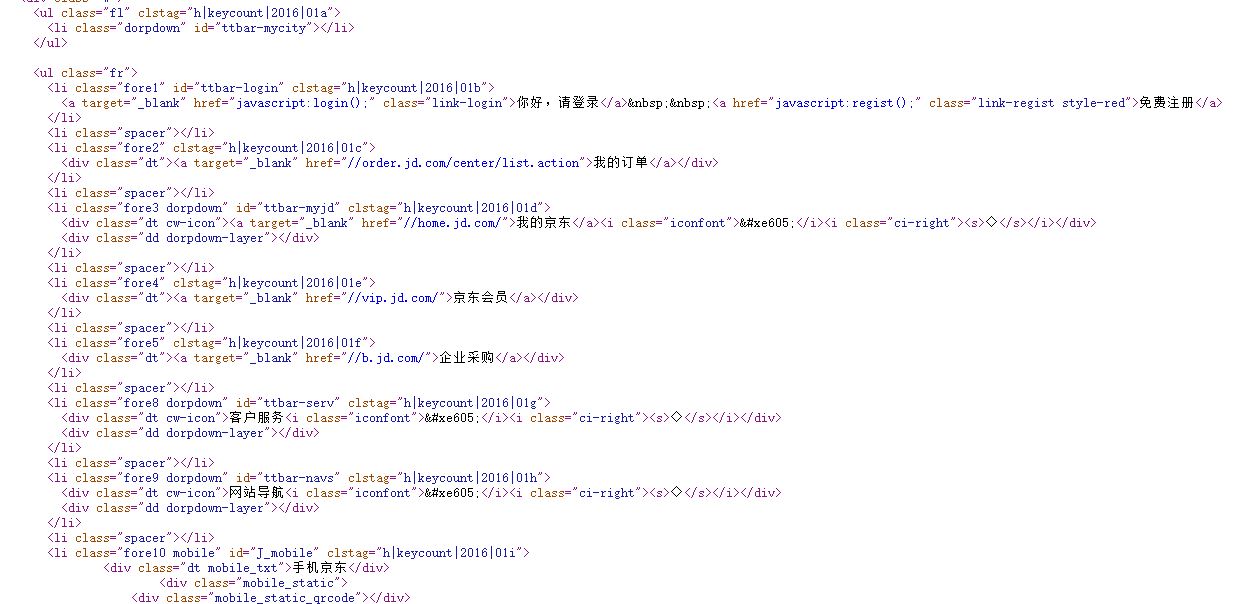 <ul class="fl" clstag="h|keycount|2016|01a">
<li class="dorpdown" id="ttbar-mycity"></li>
</ul>
<ul class="fr">
<li class="fore1" id="ttbar-login" clstag="h|keycount|2016|01b">
<a target="_blank" href="javascript:login();" class="link-login">你好，请登录</a>&nbsp;&nbsp;<a href="javascript:regist();" class="link-regist style-red">免费注册</a>
</li>
<li class="spacer"></li>
<li class="fore2" clstag="h|keycount|2016|01c">
<div class="dt"><a target="_blank" href="//order.jd.com/center/list.action">我的订单</a></div>
</li>
<li class="spacer"></li>
<li class="fore3 dorpdown" id="ttbar-myjd" clstag="h|keycount|2016|01d">
<div class="dt cw-icon"><a target="_blank" href="//home.jd.com/">我的京东</a><i class="iconfont">&#xe605;</i><i class="ci-right"><s>◇</s></i></div>
<div class="dd dorpdown-layer"></div>
</li>
<li class="spacer"></li>
<li class="fore4" clstag="h|keycount|2016|01e">
<div class="dt"><a target="_blank" href="//vip.jd.com/">京东会员</a></div>
</li>
<li class="spacer"></li>
<li class="fore5" clstag="h|keycount|2016|01f">
<div class="dt"><a target="_blank" href="//b.jd.com/">企业采购</a></div>
</li>
<li class="spacer"></li>
<li class="fore8 dorpdown" id="ttbar-serv" clstag="h|keycount|2016|01g">
<div class="dt cw-icon">客户服务<i class="iconfont">&#xe605;</i><i class="ci-right"><s>◇</s></i></div>
<div class="dd dorpdown-layer"></div>
</li>
<li class="spacer"></li>
<li class="fore9 dorpdown" id="ttbar-navs" clstag="h|keycount|2016|01h">
<div class="dt cw-icon">网站导航<i class="iconfont">&#xe605;</i><i class="ci-right"><s>◇</s></i></div>
<div class="dd dorpdown-layer"></div>
</li>
<li class="spacer"></li>
<li class="fore10 mobile" id="J_mobile" clstag="h|keycount|2016|01i">
<div class="dt mobile_txt">手机京东</div>
<div class="mobile_static">
<div class="mobile_static_qrcode"></div>